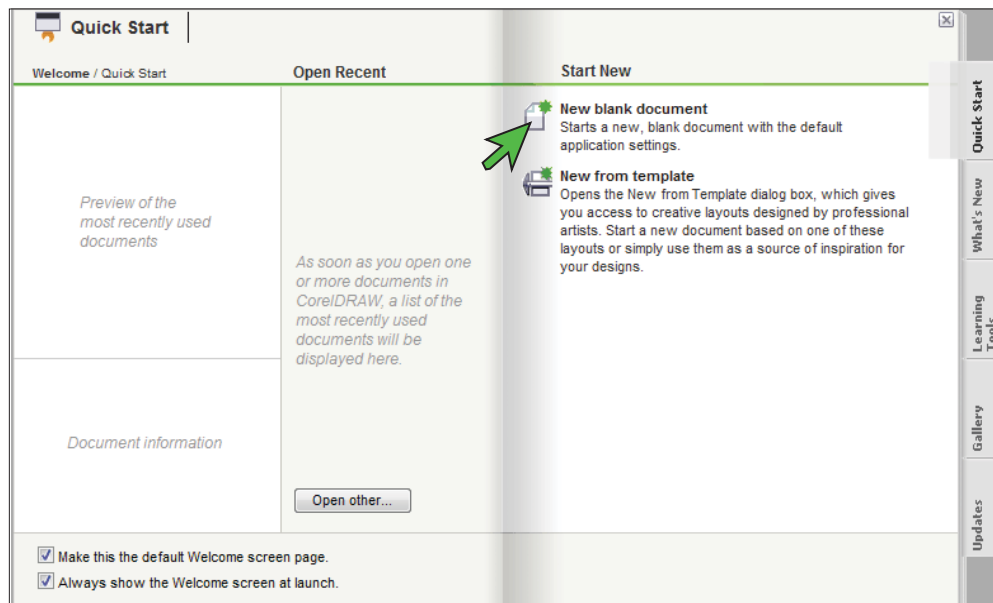 Quick Start
Welcome / Quick Start
Open Recent
Start New
Preview of the
most recently used
documents
Document information
As soon as you open one
or more documents in
CorelDRAW, a list of the
most recently used
documents will be
displayed here.
Open other...
New blank document
Starts a new, blank document with the default
application settings.
New from template
Opens the New from Template dialog box, which gives
you access to creative layouts designed by professional
artists. Start a new document based on one of these
layouts or simply use them as a source of inspiration for
your designs.
Make this the default Welcome screen page.
Always show the Welcome screen at launch.
Quick Start
What's New
Learning
Tools
Gallery
Updates